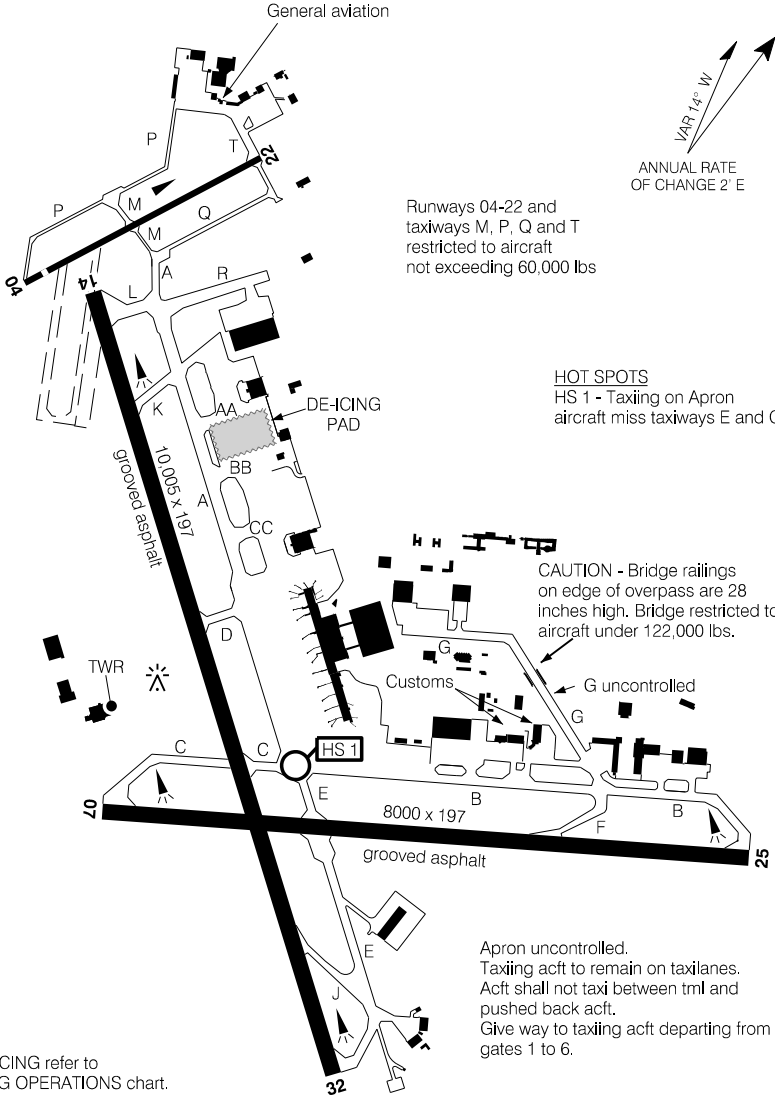 General aviation
VAR 14° W
ANNUAL RATE
OF CHANGE 2' E
P
T
22
P
M
M
Q
04
14
A
L
R
Runways 04-22 and
taxiways M, P, Q and T
restricted to aircraft
not exceeding 60,000 lbs
HOT SPOTS
HS 1 - Taxiing on Apron
aircraft miss taxiways E and
K
AA
DE-ICING
PAD
BB
grooved asphalt
10,005 x 197
A
CC
CAUTION - Bridge railings
on edge of overpass are 28
inches high. Bridge restricted to
aircraft under 122,000 lbs.
D
G
TWR
Customs
G uncontrolled
G
C
C
HS 1
E
B
B
07
8000 x 197
F
grooved asphalt
25
E
J
32
Apron uncontrolled.
Taxiing acft to remain on taxilanes.
Acft shall not taxi between tml and
pushed back acft.
Give way to taxiing acft departing from
gates 1 to 6.
CING refer to
G OPERATIONS chart.